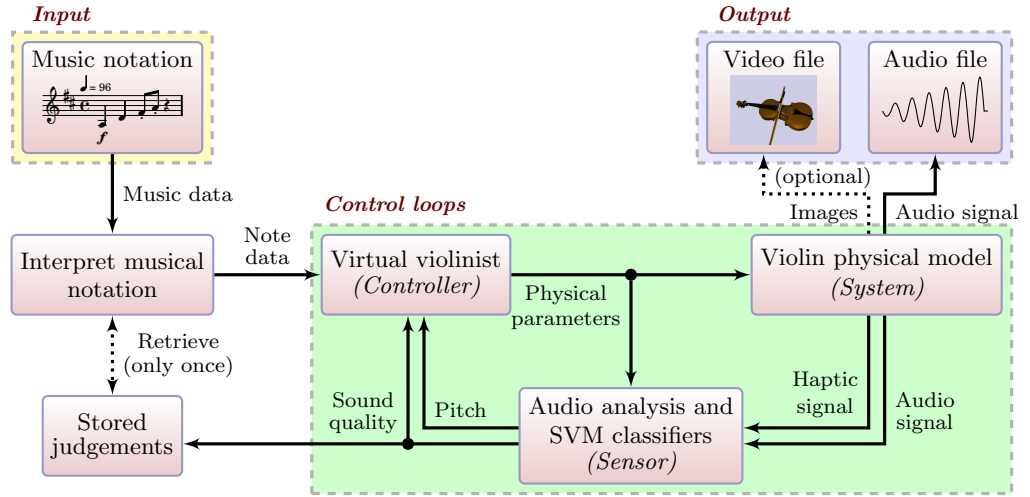 Input
Output
Music notation
= 96
f
Video file
Audio file
Music data
(optional)
Images
Audio signal
Control loops
Interpret musical
notation
Note
data
Virtual violinist
(Controller)
Physical
parameters
Violin physical model
(System)
Retrieve
(only once)
Stored
judgements
Sound
quality
Pitch
Audio analysis and
SVM classifiers
(Sensor)
Haptic
signal
Audio
signal